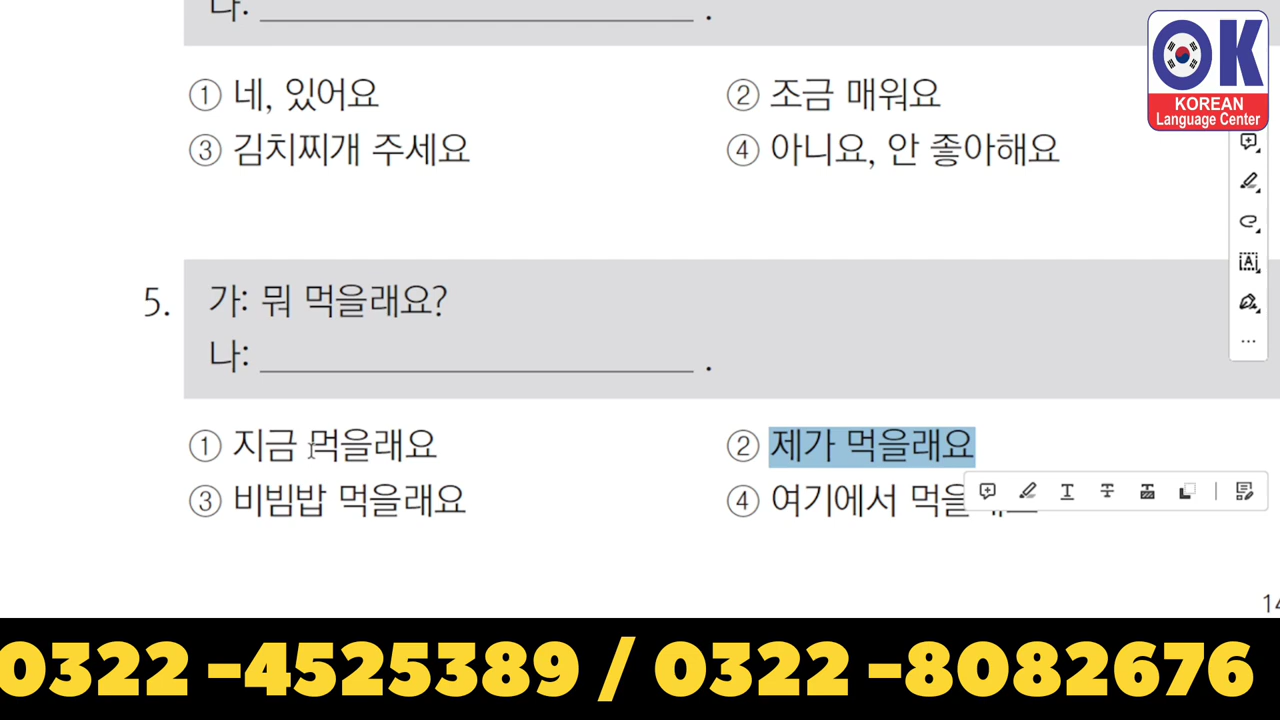 나: .
OK
KOREAN
Language Center
① 네, 있어요
② 조금 매워요
③ 김치찌개 주세요
④ 아니요, 안 좋아해요
5.
가: 뭐 먹을래요?
나: .
① 지금 먹을래요
② 제가 먹을래요
③ 비빔밥 먹을래요
④ 여기에서 먹을
14
0322 -4525389 / 0322 -8082676